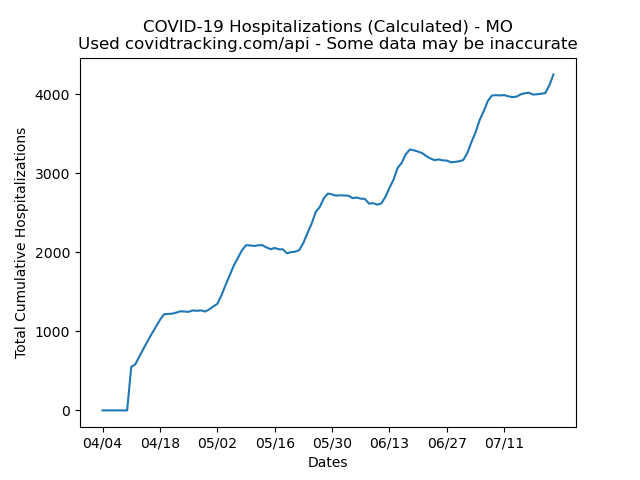 COVID-19 Hospitalizations (Calculated) - MO
Used covidtracking.com/api - Some data may be inaccurate
Total Cumulative Hospitalizations
4000
3000
2000
1000
0
04/04 04/18 05/02 05/16 05/30 06/13 06/27 07/11
Dates